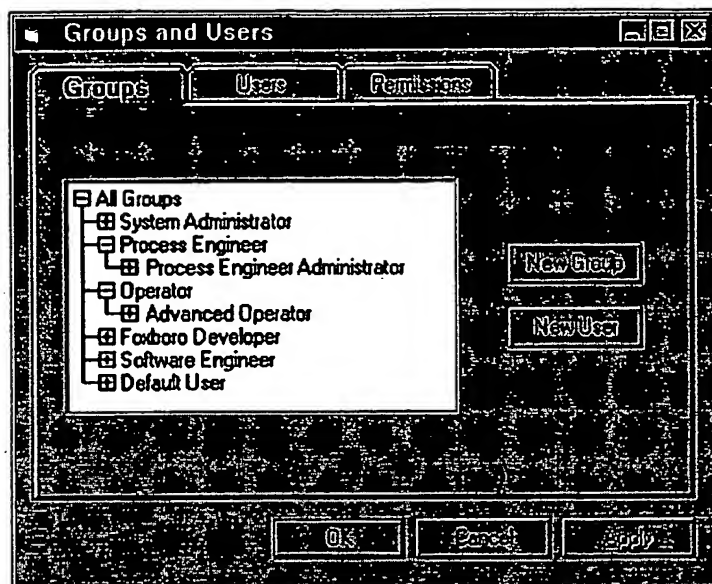 Groups and Users
Groups Users Permissions
All Groups
System Administrator
Process Engineer
Process Engineer Administrator
New Group
Operator
Advanced Operator
New User
Foxboro Developer
Software Engineer
Default User
OK Cancel Apply